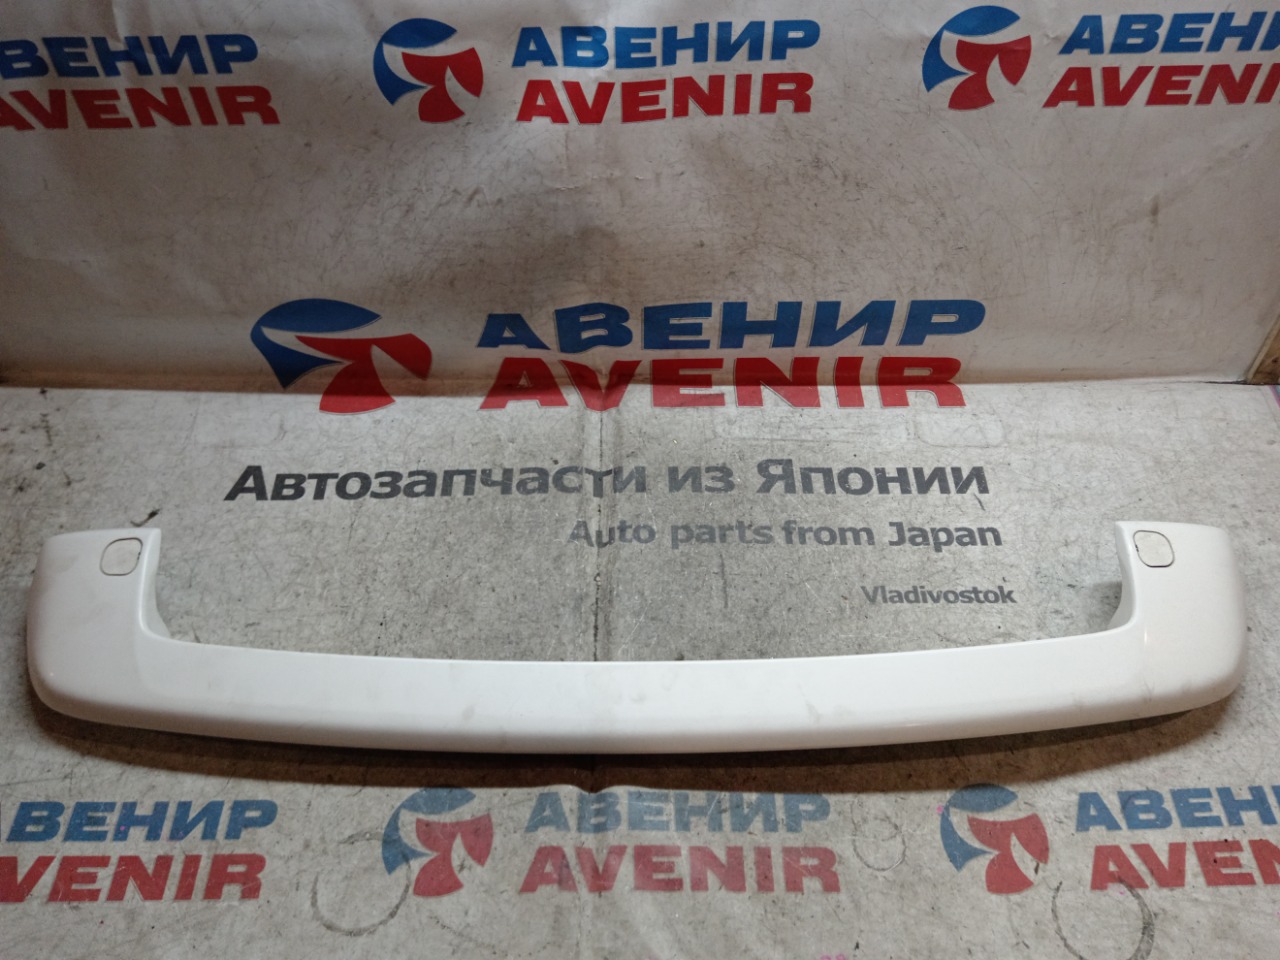 АВЕНИР
AVENIR
АВЕНИР
AVENIR
АВЕНИР
AVENIR
АВЕНИР
AVENIR
Автозапчасти из Японии
Auto parts from Japan
Vladivostok
АВЕНИР
AVENIR
АВЕНИР
AVENIR
АВЕНИР
AVENIR